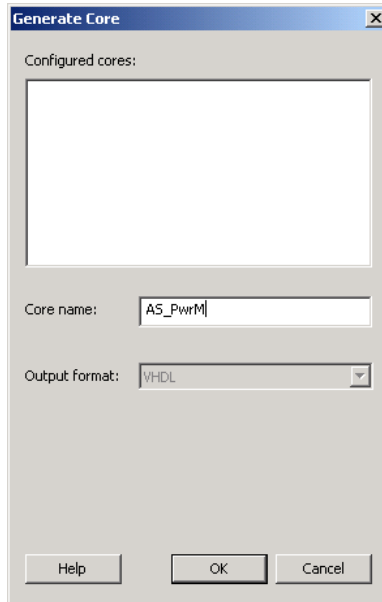 Generate Core
Configured cores:
Core name: AS_PwrM
Output format: VHDL
Help OK Cancel